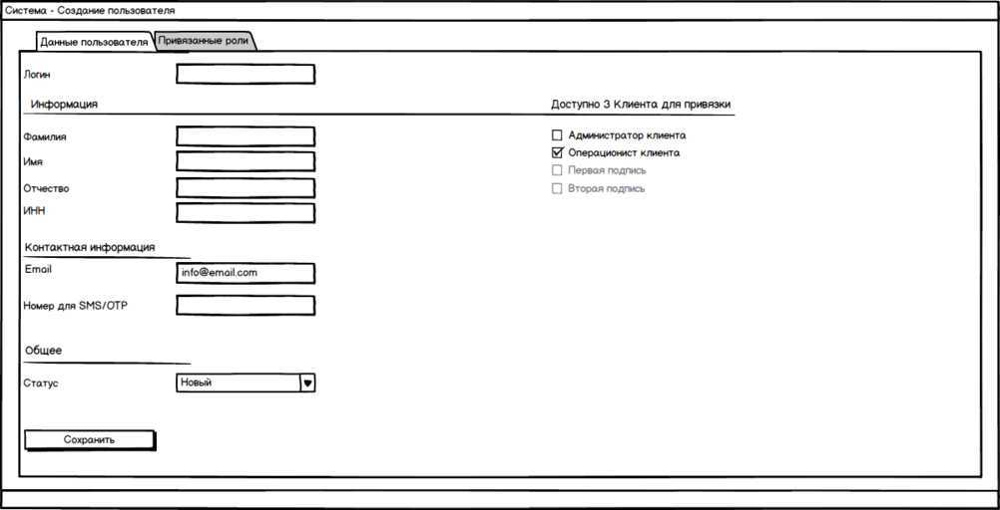 Система - Создание пользователя
Данные пользователя
Привязанные роли
Логин
Информация
Доступно 3 Клиента для привязки
Фамилия
Администратор клиента
Имя
Операционист клиента
Первая подпись
Отчество
Вторая подпись
ИНН
Контактная информация
Email
info@email.com
Номер для SMS/OTP
Общее
Статус
Новый
Сохранить